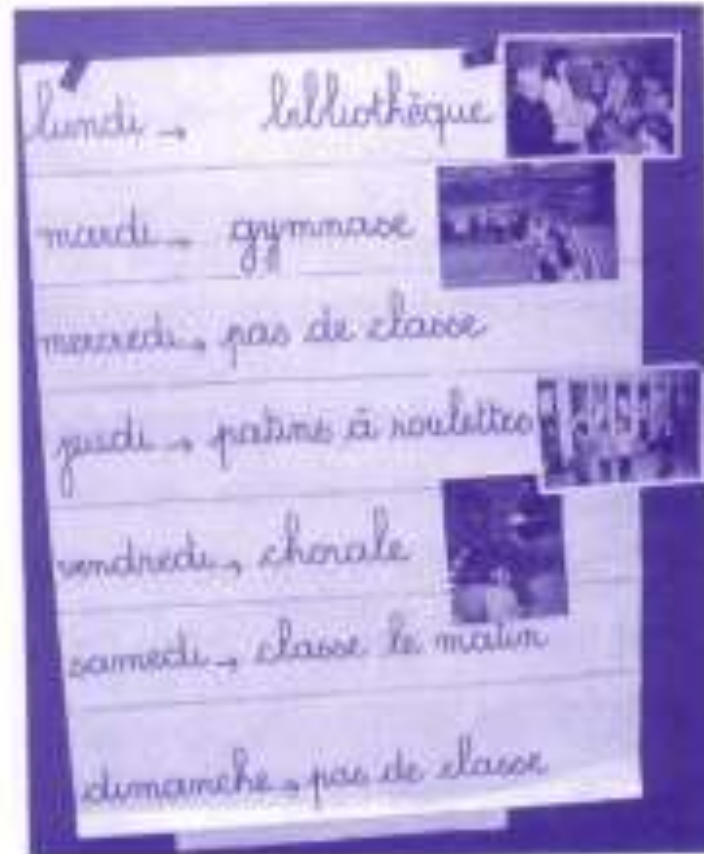 lundi → bibliothèque
mardi → gymnase
mercredi → pas de classe
jeudi → patins à roulettes
vendredi → chorale
samedi → classe le matin
dimanche → pas de classe